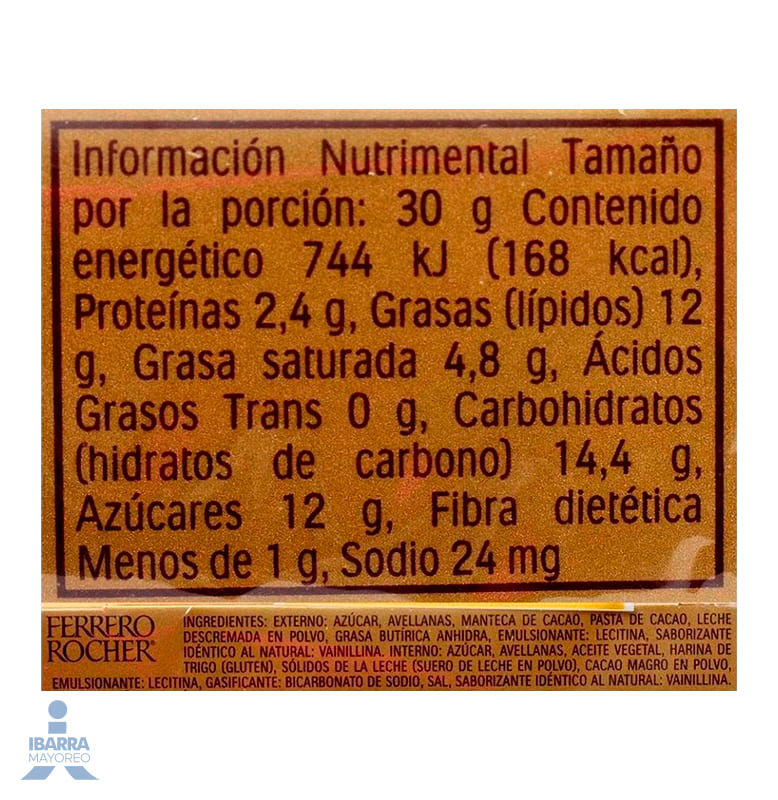 Información Nutrimental Tamaño
por la porción: 30 g Contenido
energético 744 kJ (168 kcal),
Proteínas 2,4 g, Grasas (lípidos) 12
g, Grasa saturada 4,8 g, Ácidos
Grasos Trans 0 g, Carbohidratos
(hidratos de carbono) 14,4 g,
Azúcares 12 g, Fibra dietética
Menos de 1 g, Sodio 24 mg
FERRERO
ROCHER
INGREDIENTES: EXTERNO: AZÚCAR, AVELLANAS, MANTECA DE CACAO, PASTA DE CACAO, LECHE
DESCREMADA EN POLVO, GRASA BUTÍRICA ANHIDRA, EMULSIONANTE: LECITINA, SABORIZANTE
IDÉNTICO AL NATURAL: VAINILLINA. INTERNO: AZÚCAR, AVELLANAS, ACEITE VEGETAL, HARINA DE
TRIGO (GLUTEN), SÓLIDOS DE LA LECHE (SUERO DE LECHE EN POLVO), CACAO MAGRO EN POLVO,
EMULSIONANTE: LECITINA, GASIFICANTE: BICARBONATO DE SODIO, SAL, SABORIZANTE IDÉNTICO AL NATURAL: VAINILLINA.
IBARRA
MAYOREO